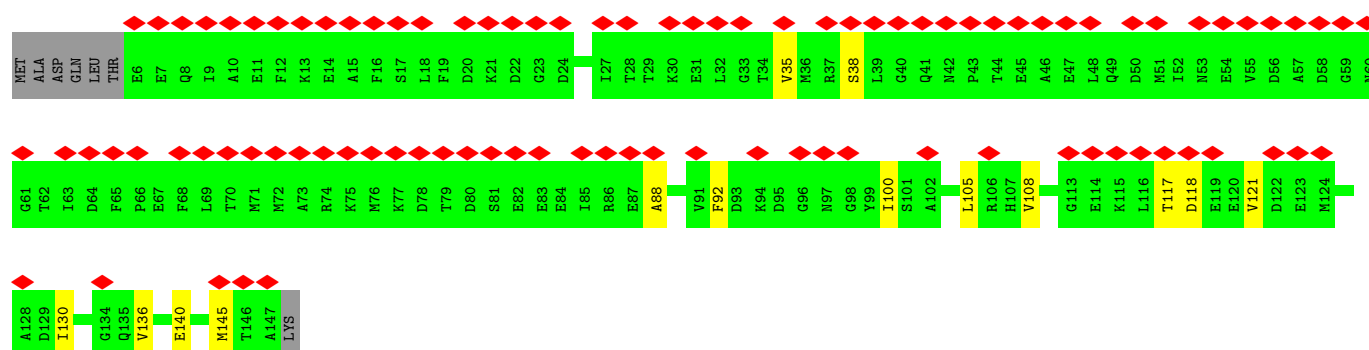 MET ALA ASP GLN LEU THR E6 E7 Q8 I9 A10 E11 F12 K13 E14 A15 F16 S17 L18 F19 D20 K21 D22 G23 D24 I27 T28 T29 K30 E31 L32 G33 T34 V35 M36 R37 S38 L39 G40 Q41 N42 P43 T44 E45 A46 E47 L48 Q49 D50 M51 I52 N53 E54 V55 D56 A57 D58 G59 N60
G61 T62 I63 D64 F65 P66 E67 F68 L69 T70 M71 M72 A73 R74 K75 M76 K77 D78 T79 D80 S81 E82 E83 E84 I85 R86 E87 A88 V91 F92 D93 K94 D95 G96 N97 G98 Y99 I100 S101 A102 L105 R106 H107 V108 G113 E114 K115 L116 T117 D118 E119 E120 V121 D122 E123 M124
A128 D129 I130 G134 Q135 V136 E140 M145 T146 A147 LYS